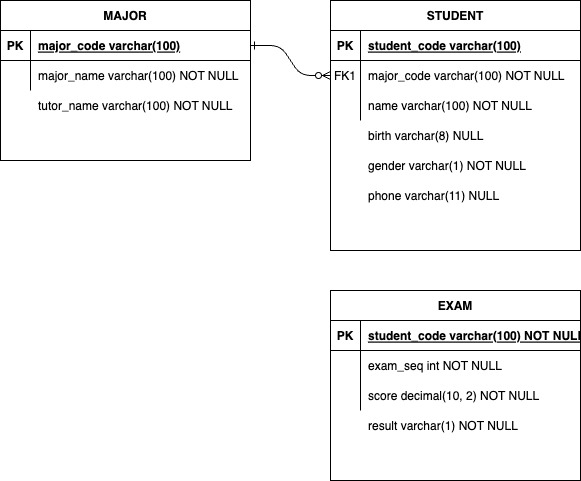 MAJOR
PK major_code varchar(100)
major_name varchar(100) NOT NULL
tutor_name varchar(100) NOT NULL
STUDENT
PK student_code varchar(100)
FK1 major_code varchar(100) NOT NULL
name varchar(100) NOT NULL
birth varchar(8) NULL
gender varchar(1) NOT NULL
phone varchar(11) NULL
EXAM
PK student_code varchar(100) NOT NULL
exam_seq int NOT NULL
score decimal(10, 2) NOT NULL
result varchar(1) NOT NULL